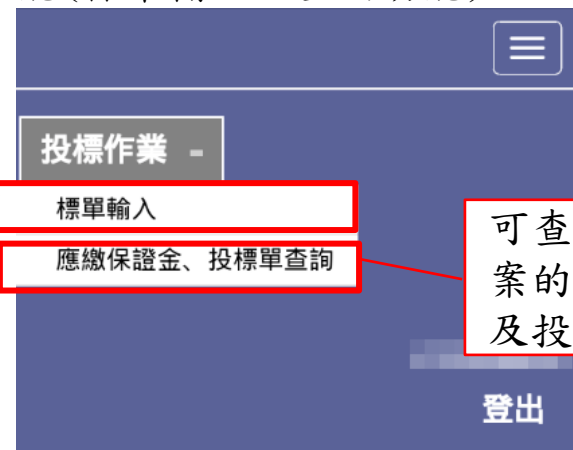 投標作業 -
標單輸入
應繳保證金、投標單查詢
可查
案的
及投
登出